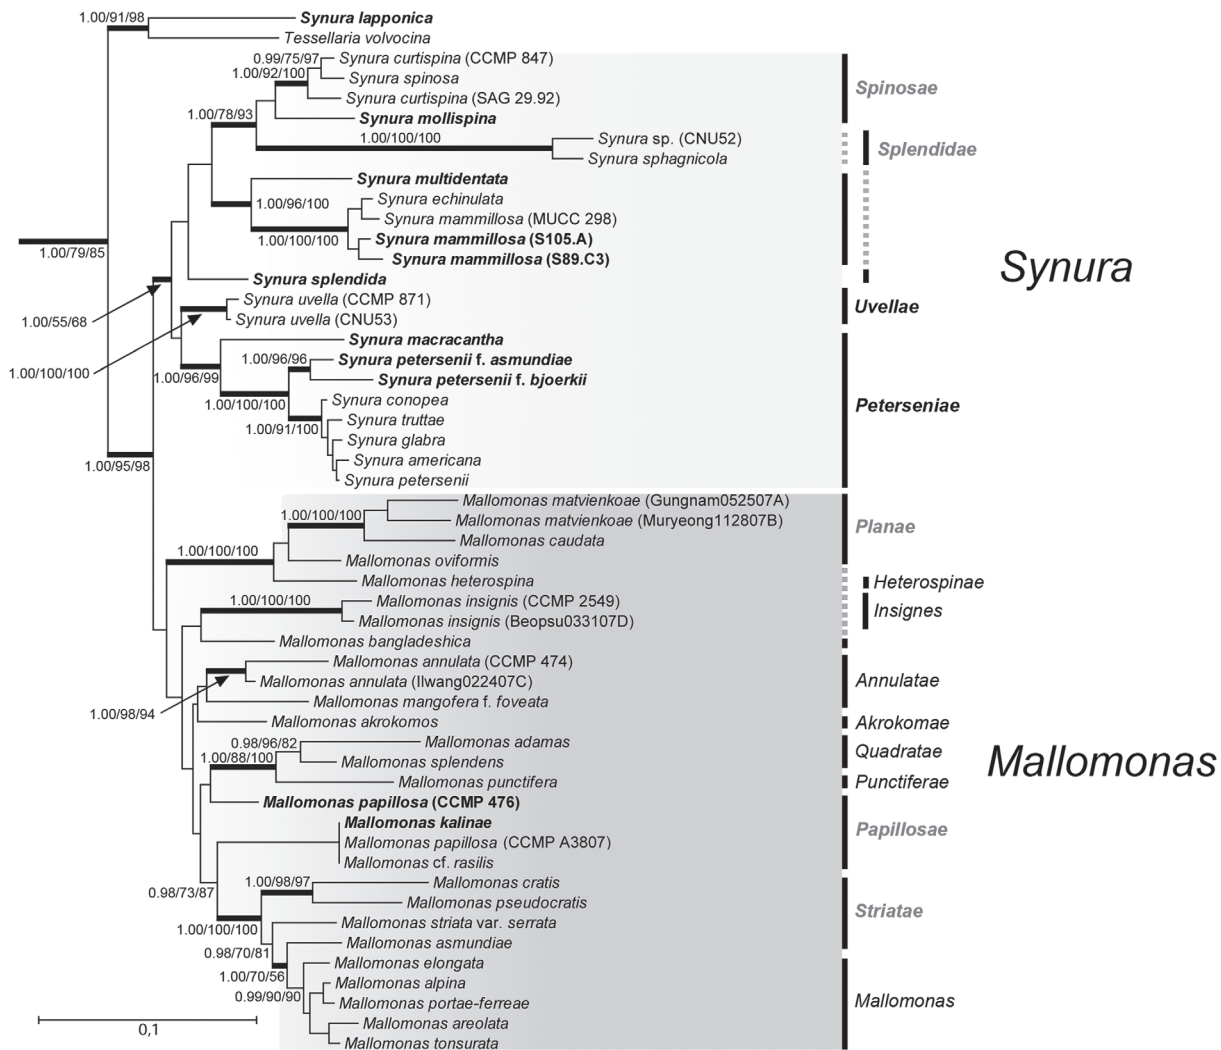 1.00/91/98
Synura lapponica
Tessellaria volvocina
0.99/75/97
Synura curtispina (CCMP 847)
1.00/92/100
Synura spinosa
Spinosae
Synura curtispina (SAG 29.92)
1.00/78/93
Synura mollispina
1.00/100/100
Synura sp. (CNU52)
Splendidae
Synura sphagnicola
Synura multidentata
1.00/96/100
Synura echinulata
Synura mammillosa (MUCC 298)
1.00/100/100
Synura mammillosa (S105.A)
1.00/79/85
Synura mammillosa (S89.C3)
Synura
Synura splendida
Synura uvella (CCMP 871)
Uvellae
1.00/55/68
Synura uvella (CNU53)
Synura macracantha
1.00/96/96
Synura petersenii f. asmundiae
1.00/100/100
1.00/96/99
Synura petersenii f. bjoerkii
Synura conopea
1.00/100/100
Peterseniae
Synura truttae
1.00/91/100
Synura glabra
Synura americana
1.00/95/98
Synura petersenii
Mallomonas matvienkoae (Gungnam052507A)
1.00/100/100
Mallomonas matvienkoae (Muryeong112807B)
Planae
Mallomonas caudata
1.00/100/100
Mallomonas oviformis
Mallomonas heterospina
Heterospinae
1.00/100/100
Mallomonas insignis (CCMP 2549)
Insignes
Mallomonas insignis (Beopsu033107D)
Mallomonas bangladeshica
Mallomonas annulata (CCMP 474)
Mallomonas annulata (Ilwang022407C)
Annulatae
Mallomonas mangofera f. foveata
1.00/98/94
Mallomonas akrokomos
Akrokomae
0.98/96/82
Mallomonas adamas
Quadratae
1.00/88/100
Mallomonas splendens
Mallomonas
Mallomonas punctifera
Punctiferae
Mallomonas papillosa (CCMP 476)
Mallomonas kalinae
Papillosae
Mallomonas papillosa (CCMP A3807)
Mallomonas cf. rasilis
1.00/98/97
Mallomonas cratis
0.98/73/87
Mallomonas pseudocratis
Striatae
Mallomonas striata var. serrata
1.00/100/100
Mallomonas asmundiae
0.98/70/81
Mallomonas elongata
1.00/70/56
Mallomonas alpina
0.99/90/90
Mallomonas portae-ferreae
Mallomonas
Mallomonas areolata
0,1
Mallomonas tonsurata